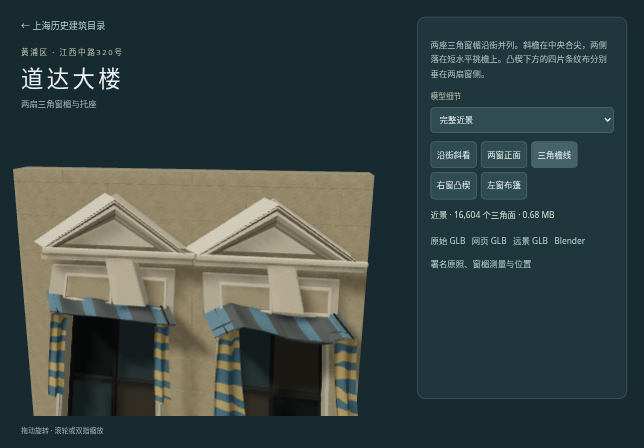 ← 上海历史建筑目录
黄浦区 · 江西中路320号
道达大楼
两扇三角窗楣与托座
两座三角窗楣沿街并列。斜檐在中央合尖，两侧
落在短水平挑檐上。凸楔下方的四片条纹布分别
垂在两扇窗侧。
模型细节
完整近景
沿街斜看
两窗正面
三角檐线
右窗凸楔
左窗布篷
近景 · 16,604 个三角面 · 0.68 MB
原始 GLB 网页 GLB 远景 GLB Blender
署名原照、窗楣测量与位置
拖动旋转 · 滚轮或双指缩放